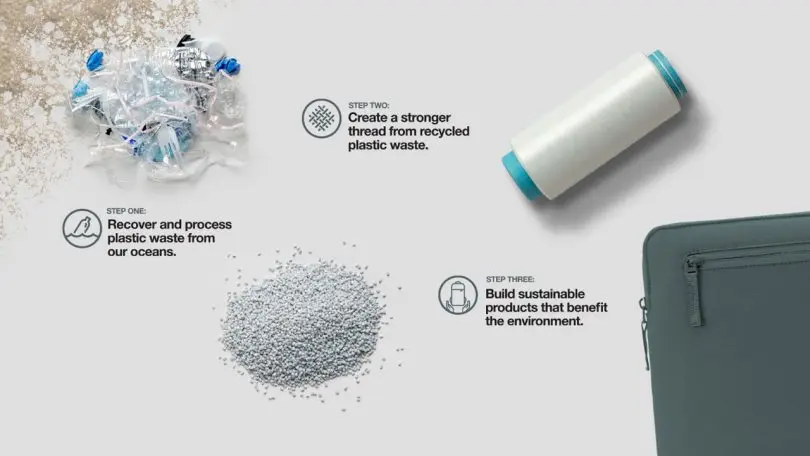 STEP ONE:
Recover and process
plastic waste from
our oceans.
STEP TWO:
Create a stronger
thread from recycled
plastic waste.
STEP THREE:
Build sustainable
products that benefit
the environment.